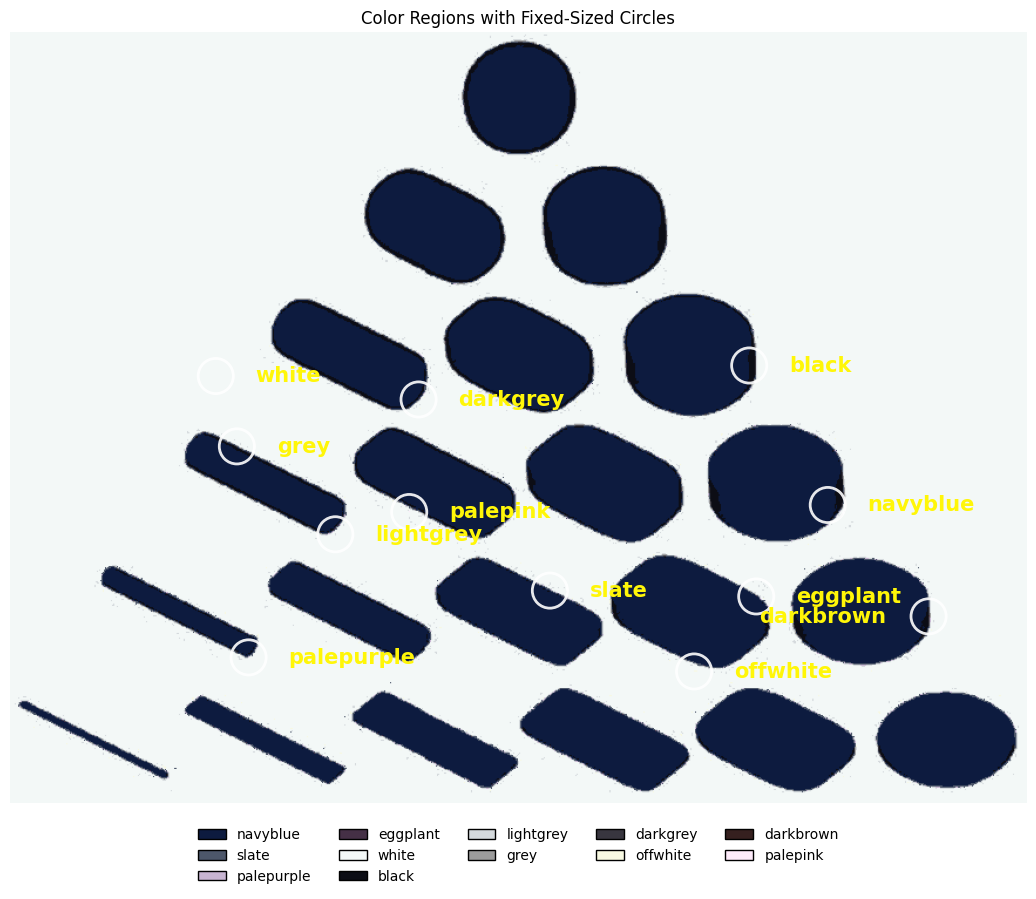 Color Regions with Fixed-Sized Circles
black
white
darkgrey
grey
navyblue
palepink
lightgrey
slate
eggplant
darkbrown
palepurple
offwhite
navyblue eggplant lightgrey darkgrey darkbrown
slate white grey offwhite palepink
palepurple black